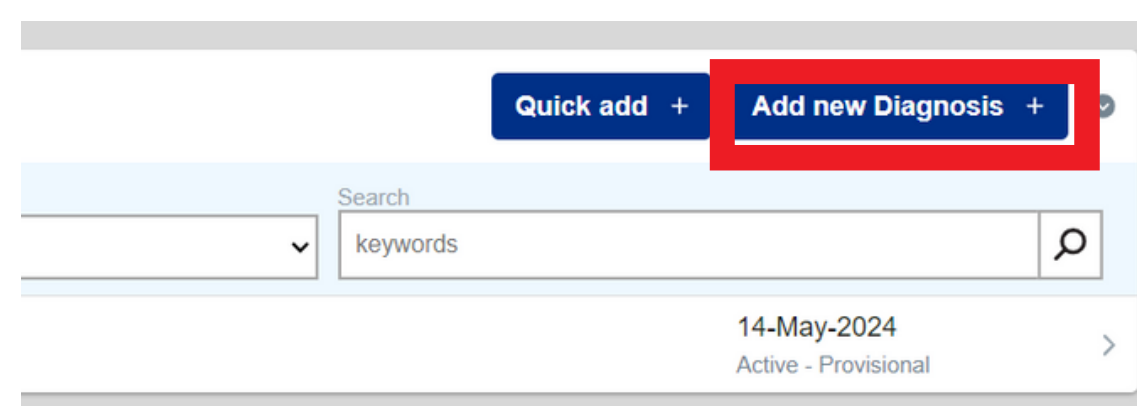 Quick add +
Add new Diagnosis +
Search
keywords
14-May-2024
Active - Provisional